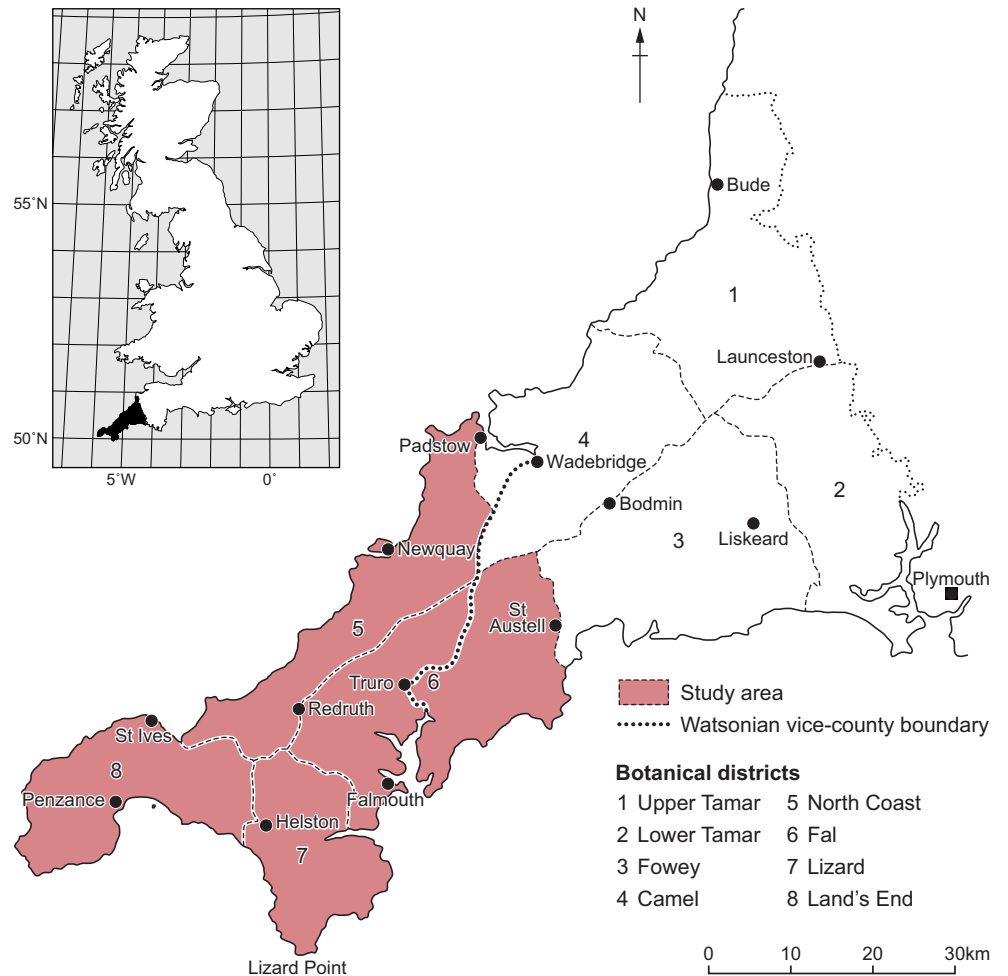 N
55°N
50°N
5°W
0°
Bude
1
Launceston
Padstow
4
Wadebridge
2
Bodmin
3
Liskeard
Newquay
Plymouth
St
Austell
5
Truro
6
Redruth
St Ives
8
Penzance
Falmouth
Helston
7
Lizard Point
Study area
Watsonian vice-county boundary
Botanical districts
1 Upper Tamar
2 Lower Tamar
3 Fowey
4 Camel
5 North Coast
6 Fal
7 Lizard
8 Land's End
0 10 20 30km